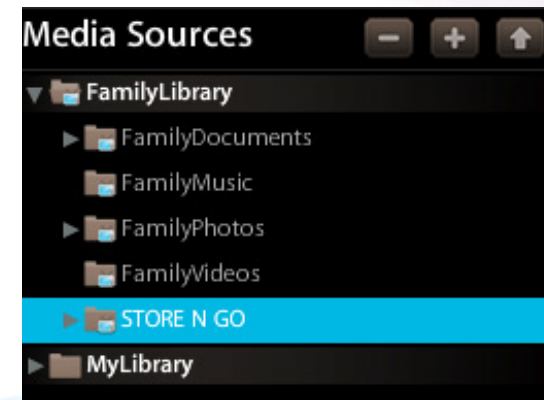 Media Sources
FamilyLibrary
FamilyDocuments
FamilyMusic
FamilyPhotos
FamilyVideos
STORE N GO
MyLibrary